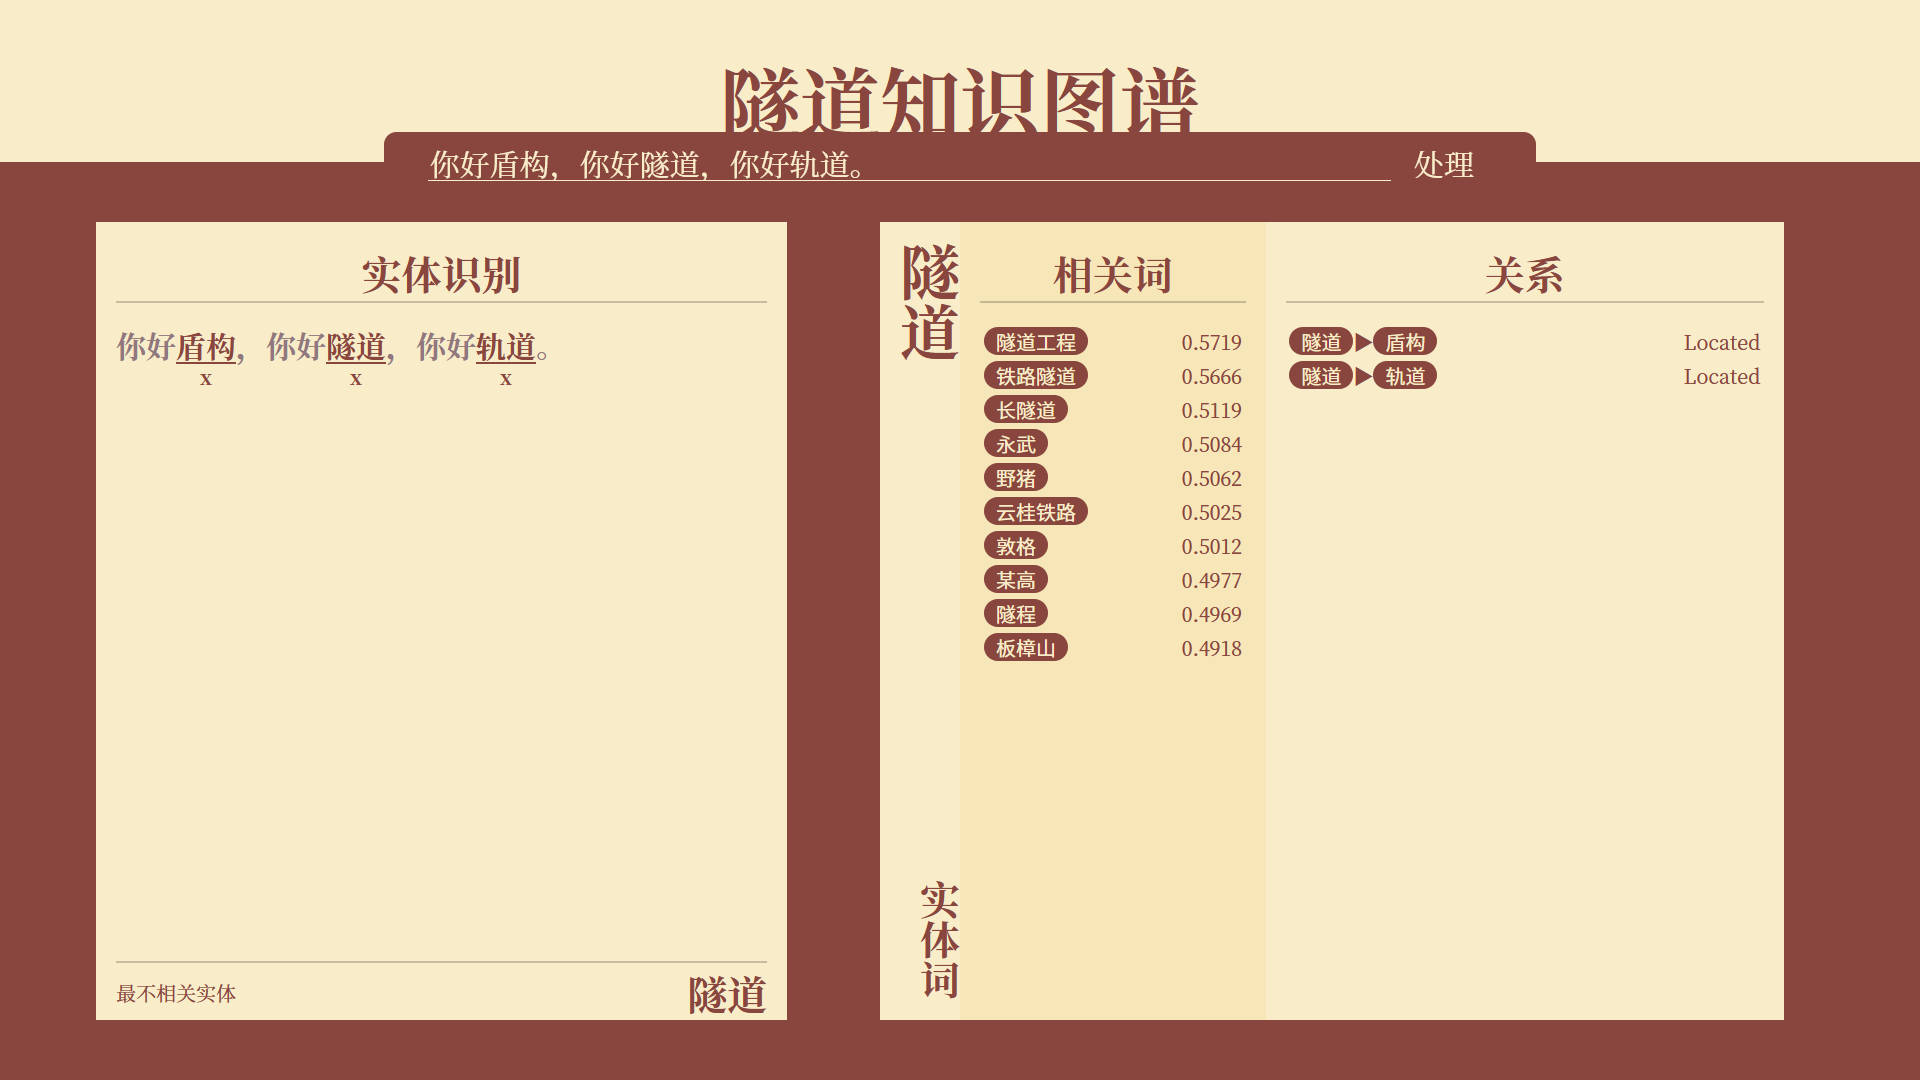 隧道知识图谱
你好盾构，你好隧道，你好轨道。
处理
实体识别
你好盾构，你好隧道，你好轨道。
x x x
最不相关实体
隧道
隧道
实体词
相关词
隧道工程 0.5719
铁路隧道 0.5666
长隧道 0.5119
永武 0.5084
野猪 0.5062
云桂铁路 0.5025
敦格 0.5012
某高 0.4977
隧程 0.4969
板樟山 0.4918
关系
隧道▶盾构 Located
隧道▶轨道 Located